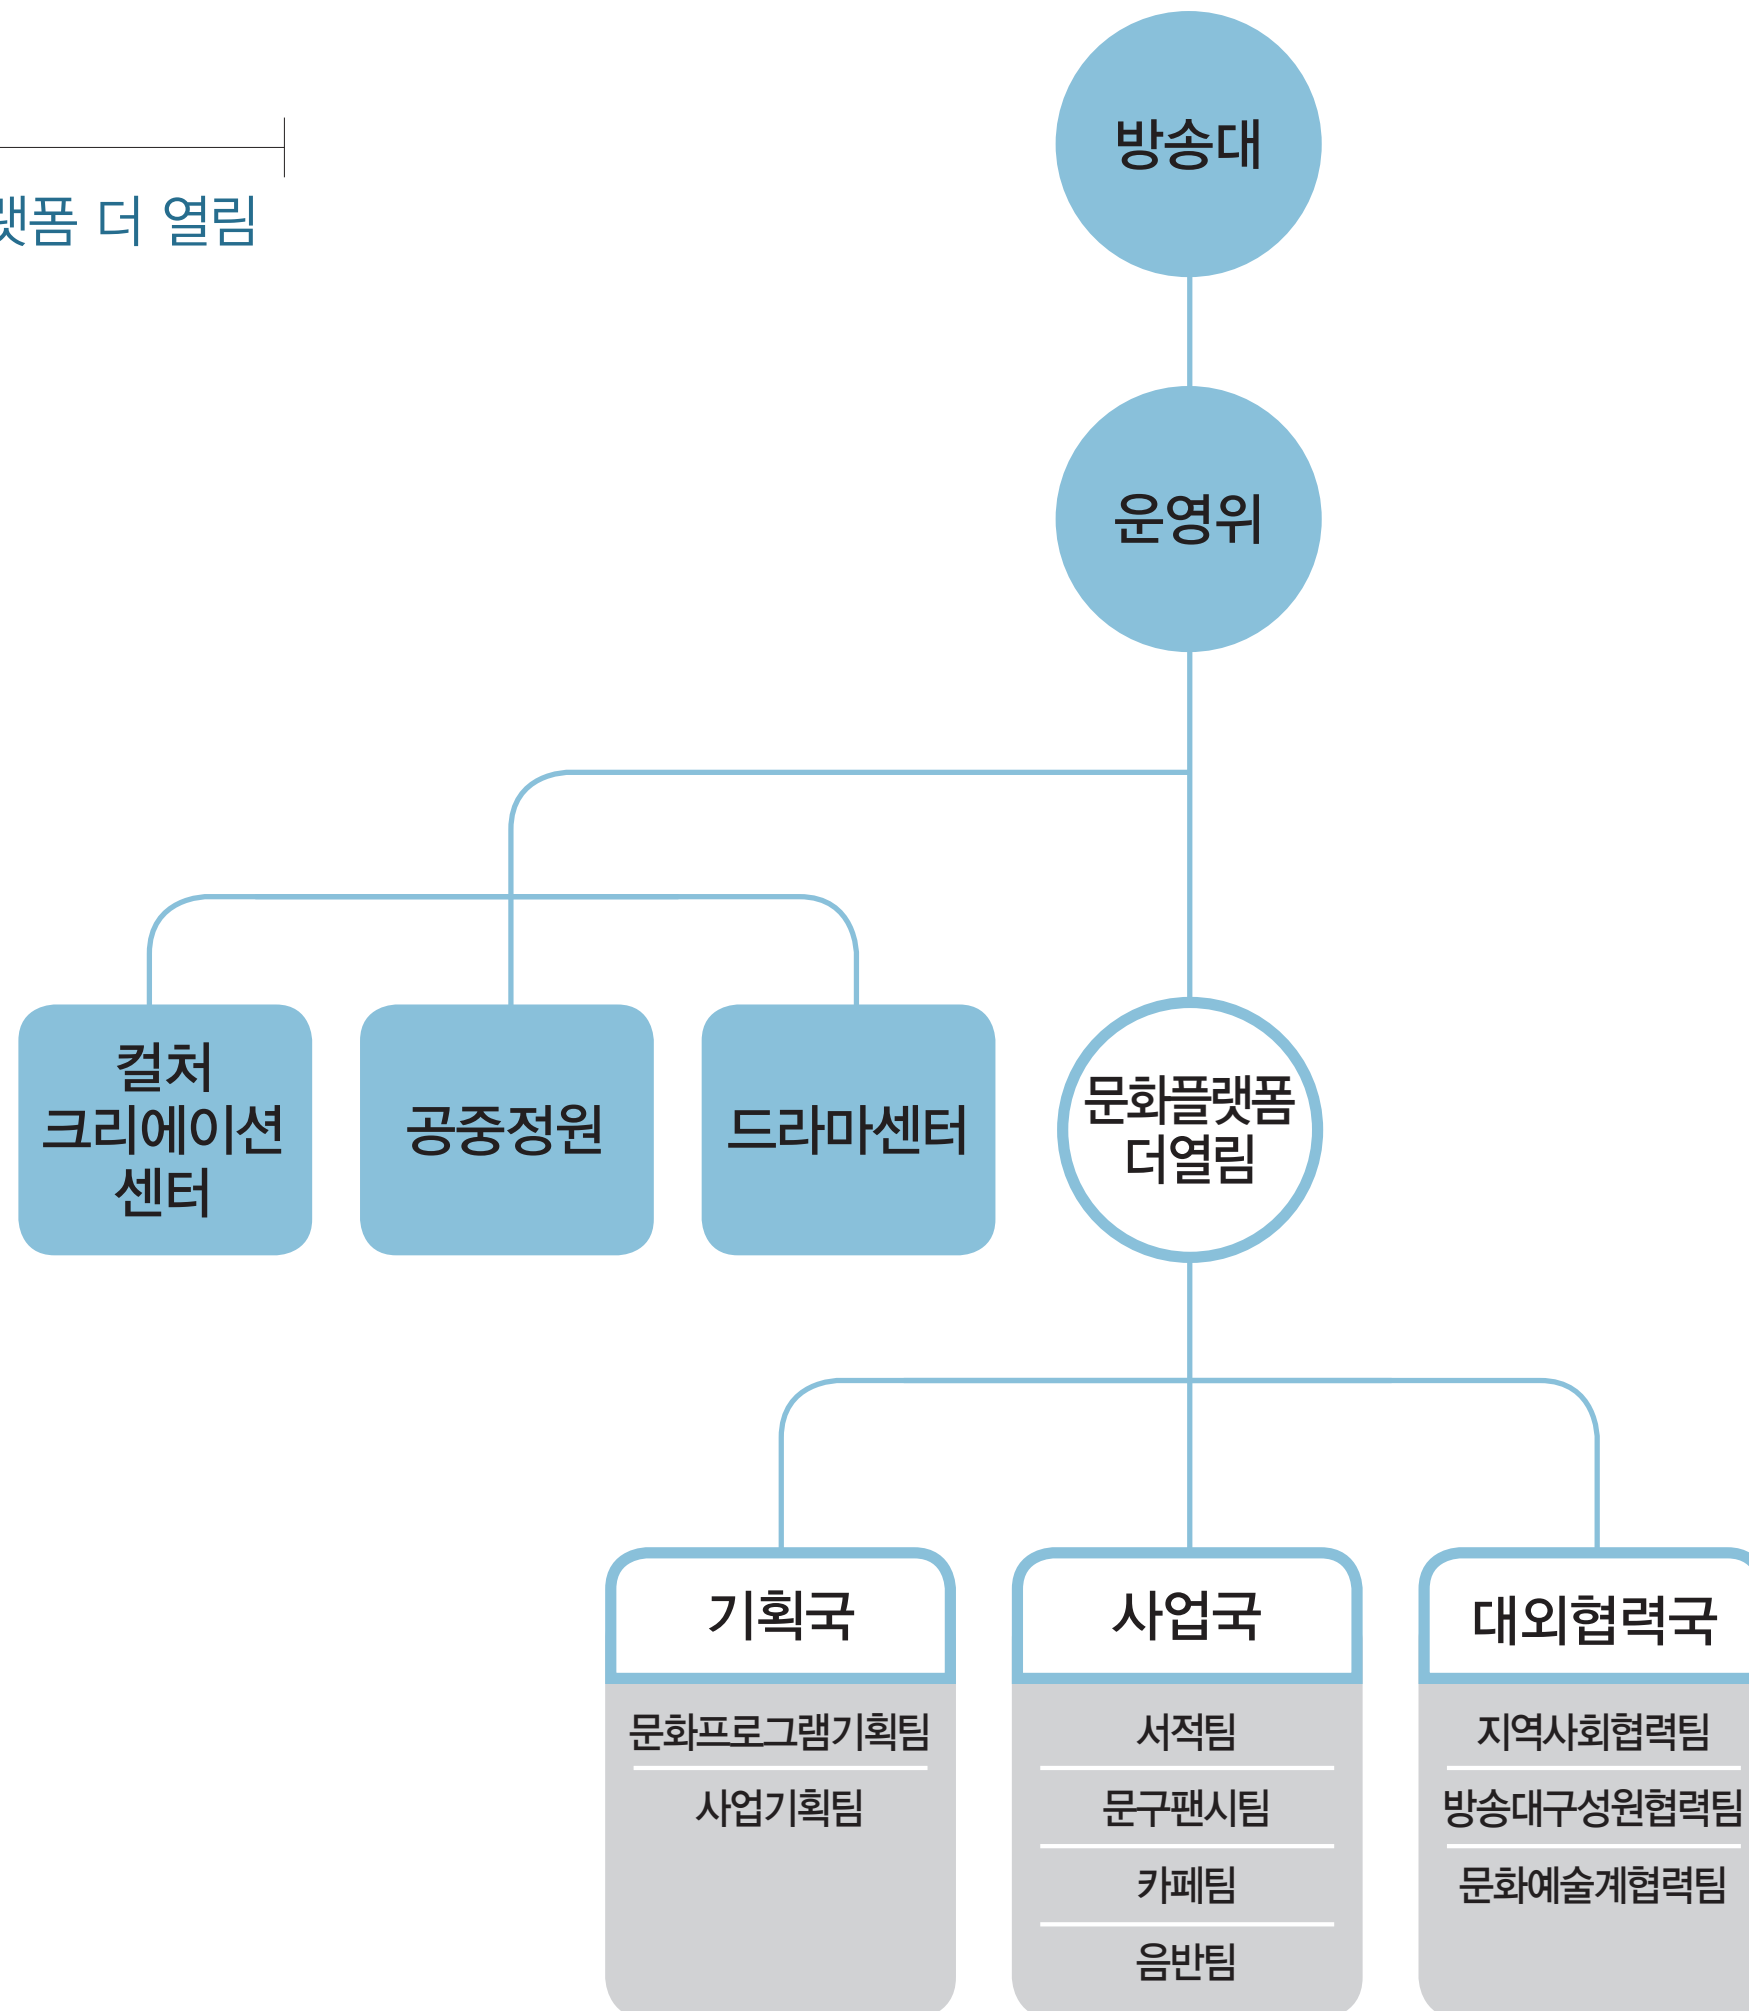 방송대
랫폼 더 열림
운영위
컬처
크리에이션
센터
공중정원
드라마센터
문화플랫폼
더열림
기획국
문화프로그램기획팀
사업기획팀
사업국
서적팀
문구팬시팀
카페팀
음반팀
대외협력국
지역사회협력팀
방송대구성원협력팀
문화예술계협력팀